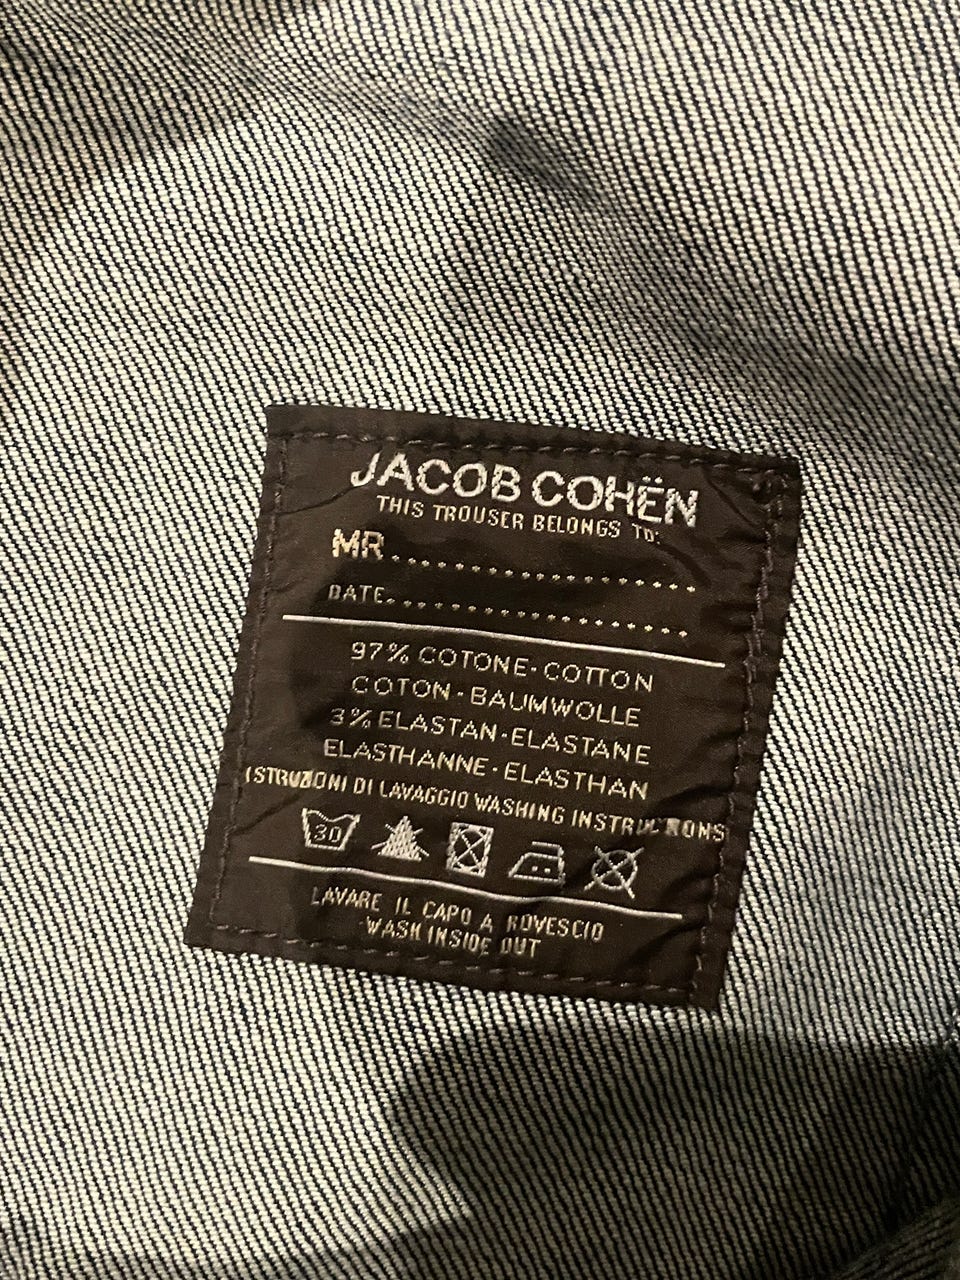 JACOB COHËN
THIS TROUSER BELONGS TO:
MR..................
DATE..................
97% COTONE - COTTON
COTON - BAUMWOLLE
3% ELASTAN - ELASTANE
ELASTHANNE - ELASTHAN
ISTRUZIONI DI LAVAGGIO WASHING INSTRUCTIONS
30
LAVARE IL CAPO A ROVESCIO
WASH INSIDE OUT